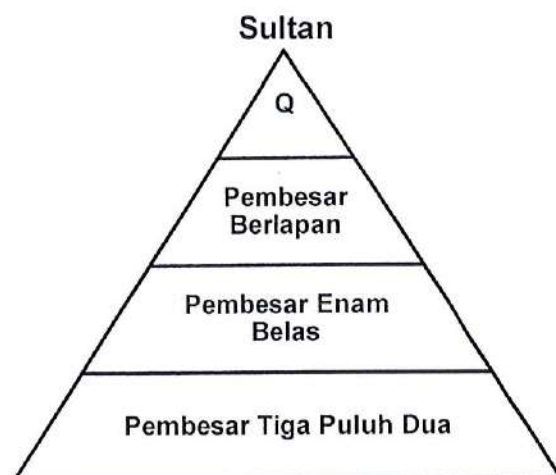 Sultan
Q
Pembesar
Berlapan
Pembesar Enam
Belas
Pembesar Tiga Puluh Dua